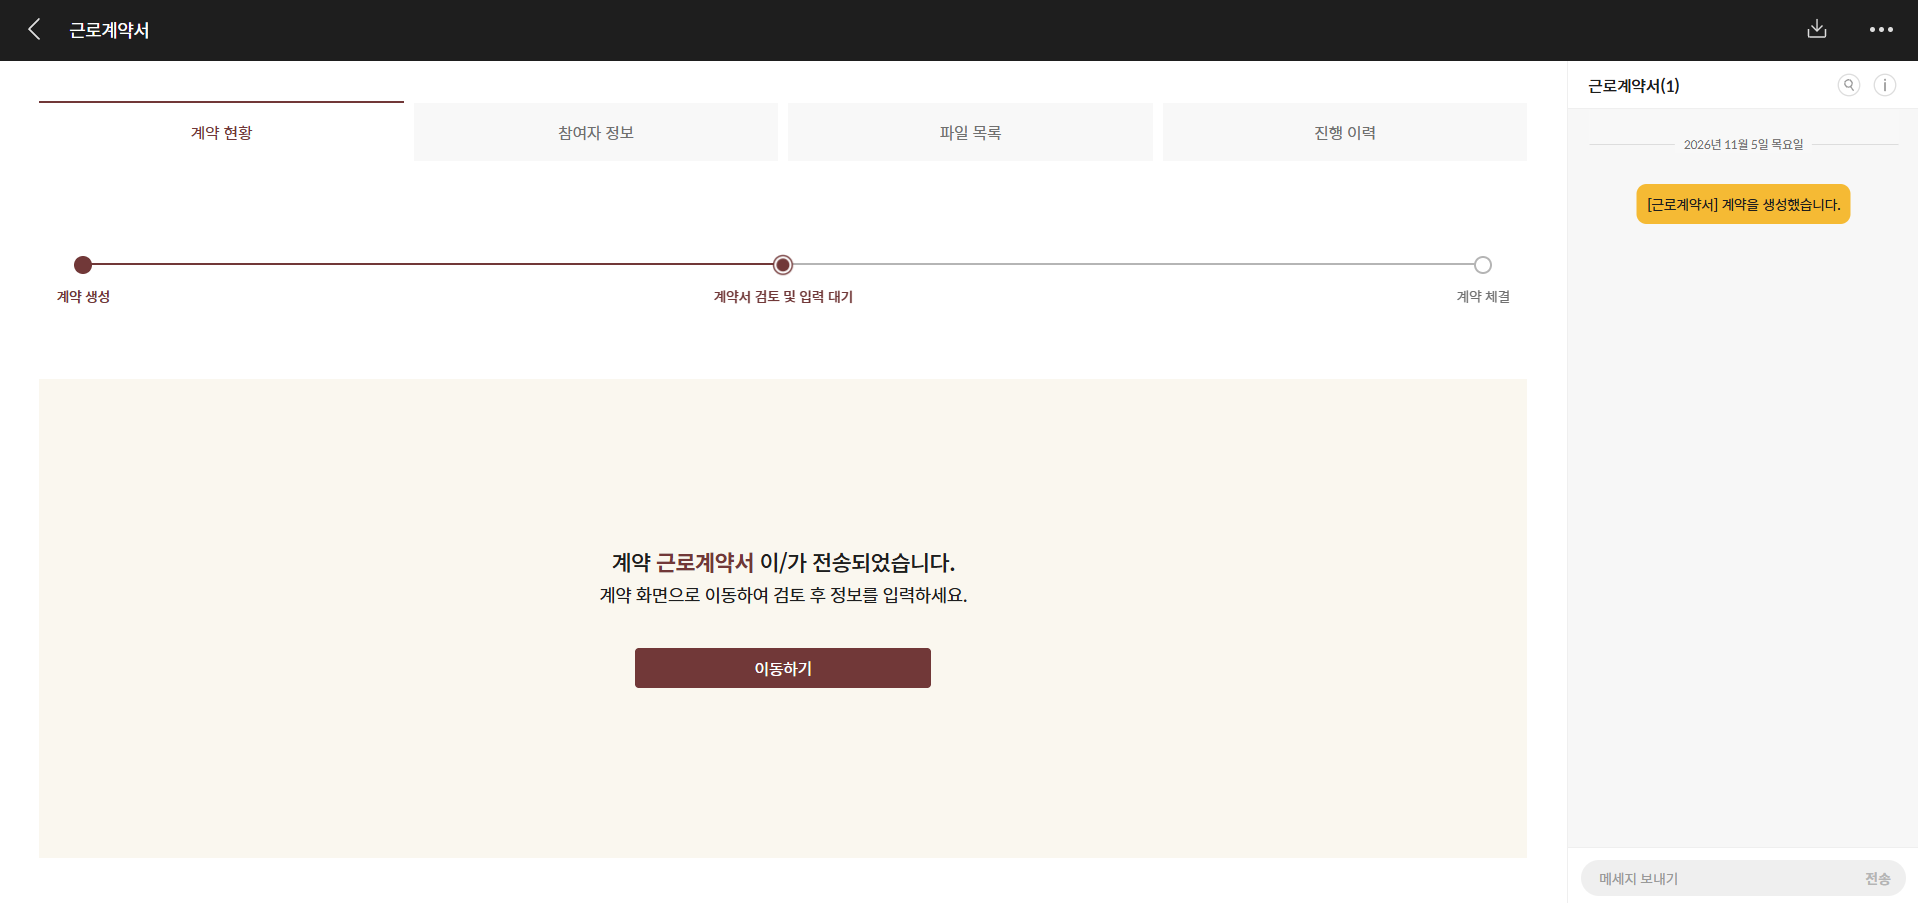 근로계약서
계약 현황
참여자 정보
파일 목록
진행 이력
계약 생성
계약서 검토 및 입력 대기
계약 체결
계약 근로계약서 이/가 전송되었습니다.
계약 화면으로 이동하여 검토 후 정보를 입력하세요.
이동하기
근로계약서(1)
2026년 11월 5일 목요일
[근로계약서] 계약을 생성했습니다.
메세지 보내기
전송